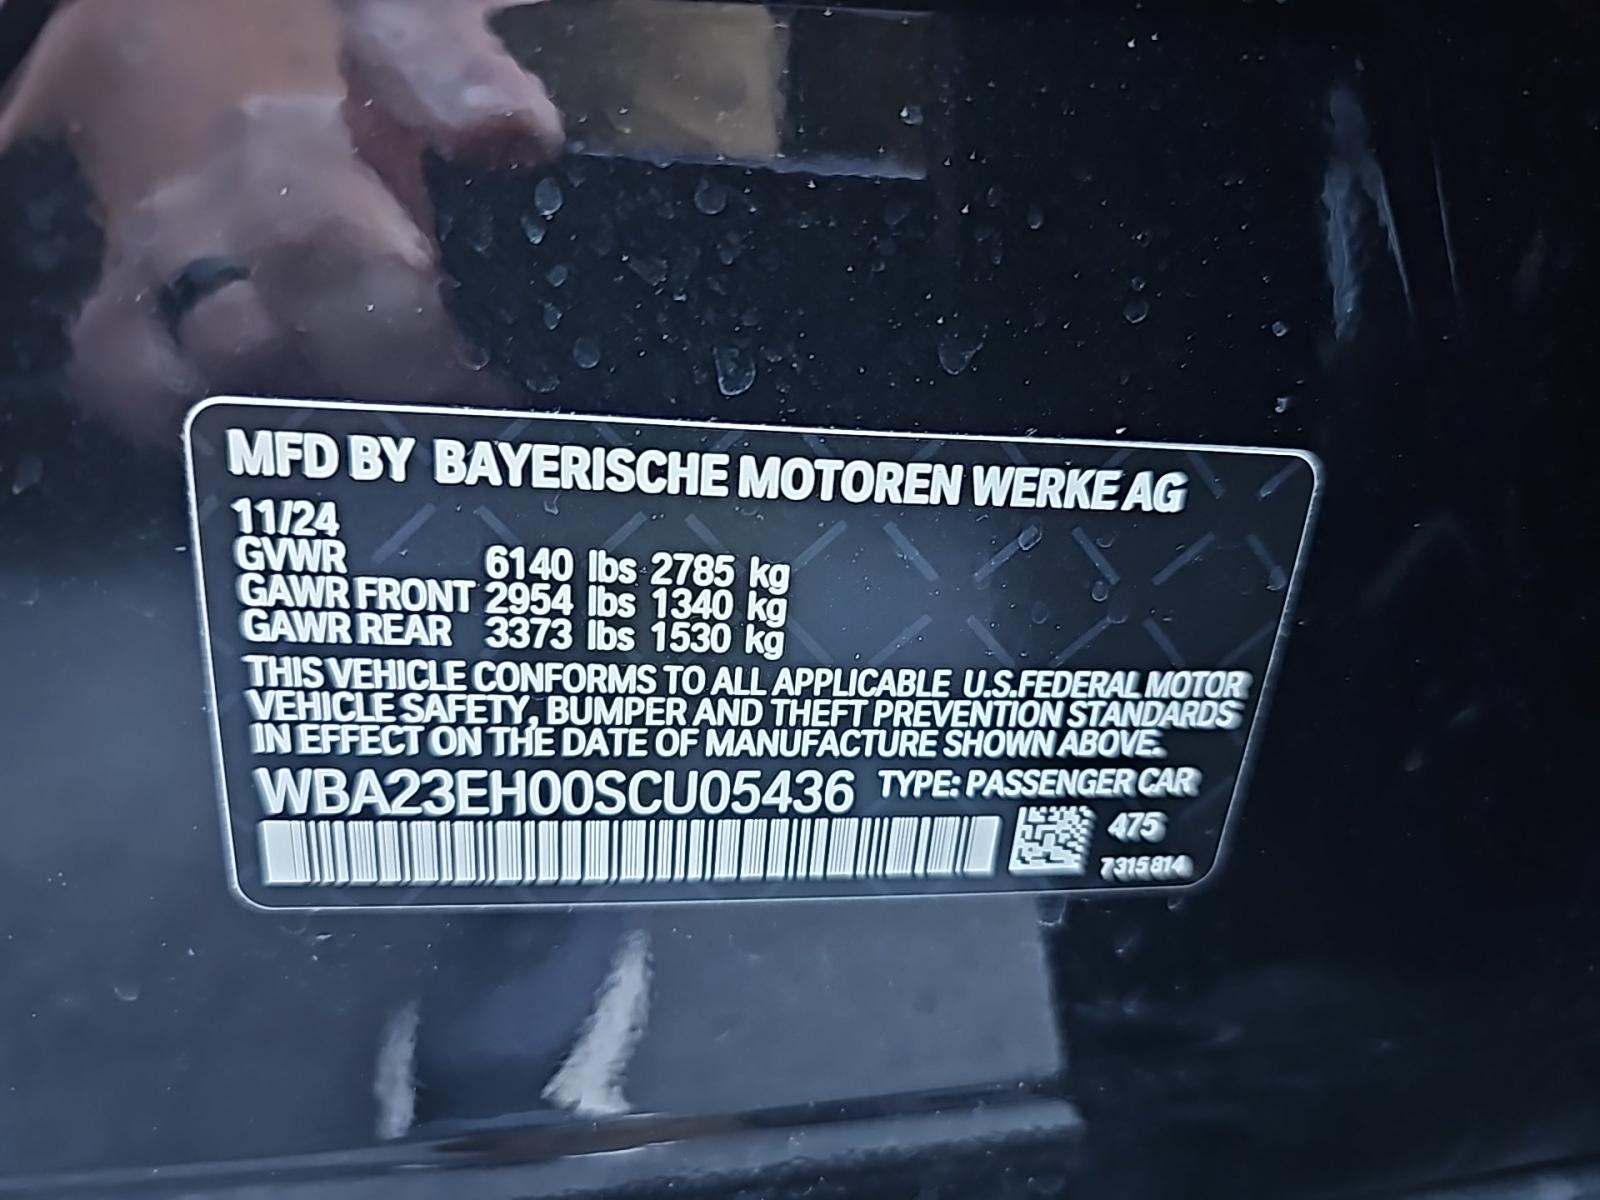 MFD BY BAYERISCHE MOTOREN WERKE AG
11/24
GVWR 6140 lbs 2785 kg
GAWR FRONT 2954 lbs 1340 kg
GAWR REAR 3373 lbs 1530 kg
THIS VEHICLE CONFORMS TO ALL APPLICABLE U.S.FEDERAL MOTOR
VEHICLE SAFETY, BUMPER AND THEFT PREVENTION STANDARDS
IN EFFECT ON THE DATE OF MANUFACTURE SHOWN ABOVE.
WBA23EH00SCU05436 TYPE: PASSENGER CAR
475
7315814